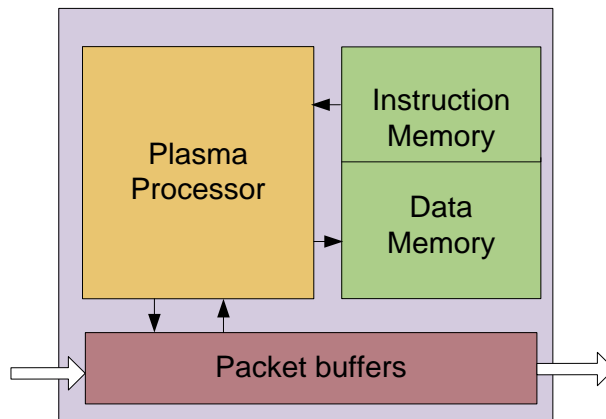 Plasma
Processor
Instruction
Memory
Data
Memory
Packet buffers